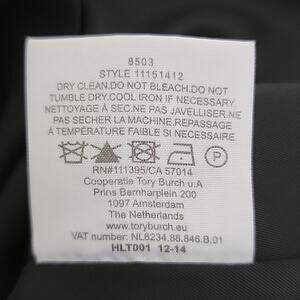 8503
STYLE 11151412
DRY CLEAN.DO NOT BLEACH.DO NOT
TUMBLE DRY.COOL IRON IF NECESSARY
NETTOYAGE À SEC.NE PAS JAVELLISER.NE
PAS SECHER LA MACHINE.REPASSAGE
À TEMPÉRATURE FAIBLE SI NECESSAIRE
P
RN#111395/CA 57014
Cooperatie Tory Burch u.A
Prins Bernharplein 200
1097 Amsterdam
The Netherlands
www.toryburch.eu
VAT number: NL8234.88.846.B.01
HLT001 12-14